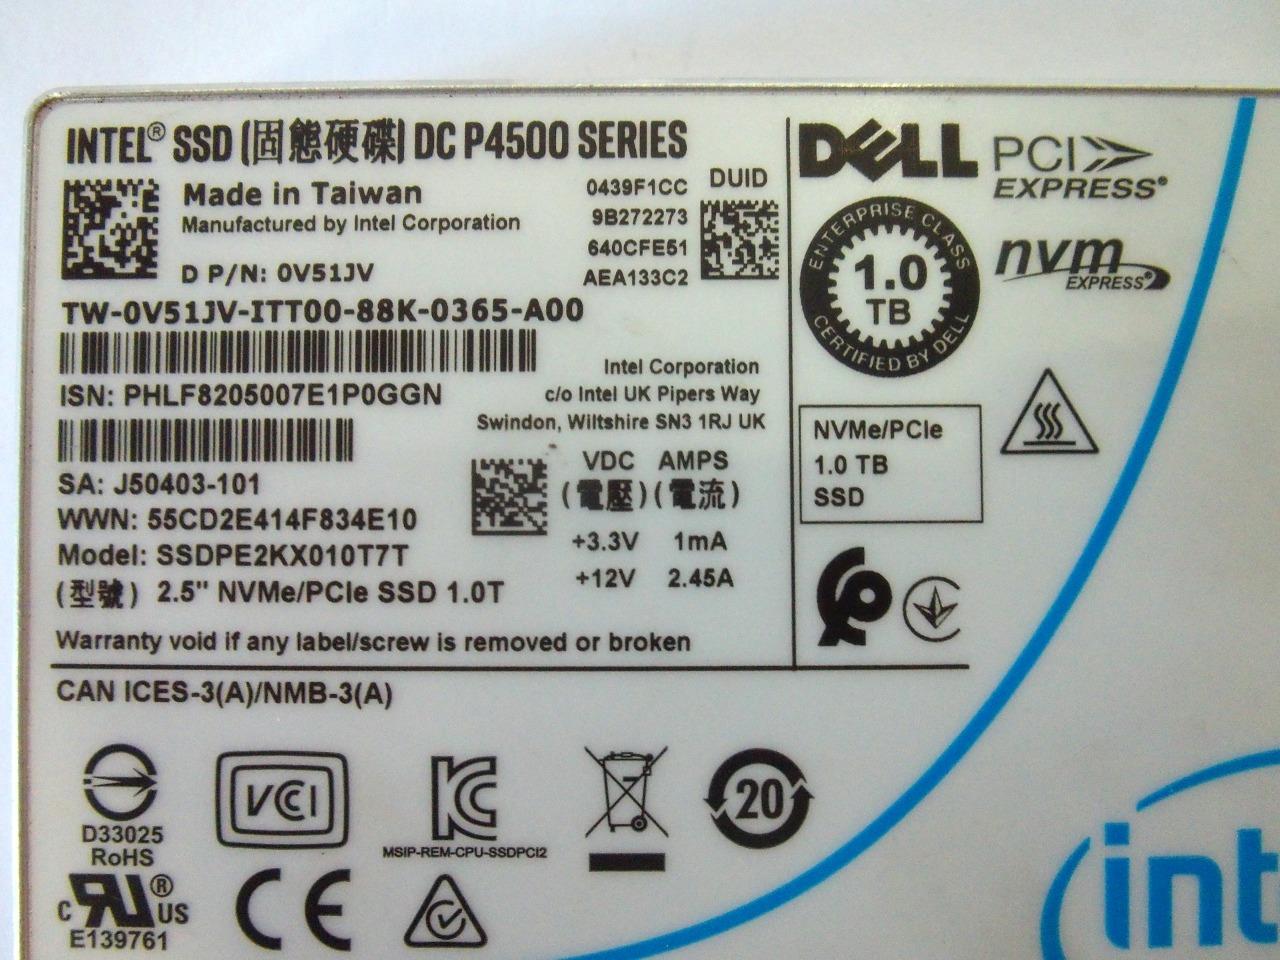 INTEL® SSD (固態硬碟) DC P4500 SERIES
Made in Taiwan
Manufactured by Intel Corporation
D P/N: 0V51JV
0439F1CC
9B272273
640CFE51
AEA133C2
DUID
TW-0V51JV-ITT00-88K-0365-A00
ISN: PHLF8205007E1P0GGN
Intel Corporation
c/o Intel UK Pipers Way
Swindon, Wiltshire SN3 1RJ UK
SA: J50403-101
WWN: 55CD2E414F834E10
Model: SSDPE2KX010T7T
(型號) 2.5" NVMe/PCIe SSD 1.0T
VDC AMPS
(電壓) (電流)
+3.3V 1mA
+12V 2.45A
Warranty void if any label/screw is removed or broken
DELL
PCI
EXPRESS®
ENTERPRISE CLASS
1.0
TB
CERTIFIED BY DELL
nvm
EXPRESS®
NVMe/PCIe
1.0 TB
SSD
CAN ICES-3(A)/NMB-3(A)
D33025
RoHS
VCI
KC
MSIP-REM-CPU-SSDPCI2
20
c RU® US
E139761
CE
int